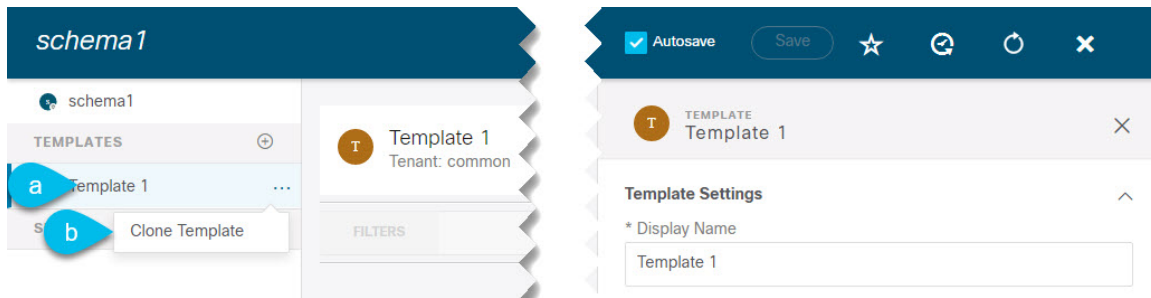 schema1
schema1
TEMPLATES
a
Template 1
...
S
b
Clone Template
T
Template 1
Tenant: common
FILTERS
Autosave
Save
T
TEMPLATE
Template 1
Template Settings
* Display Name
Template 1